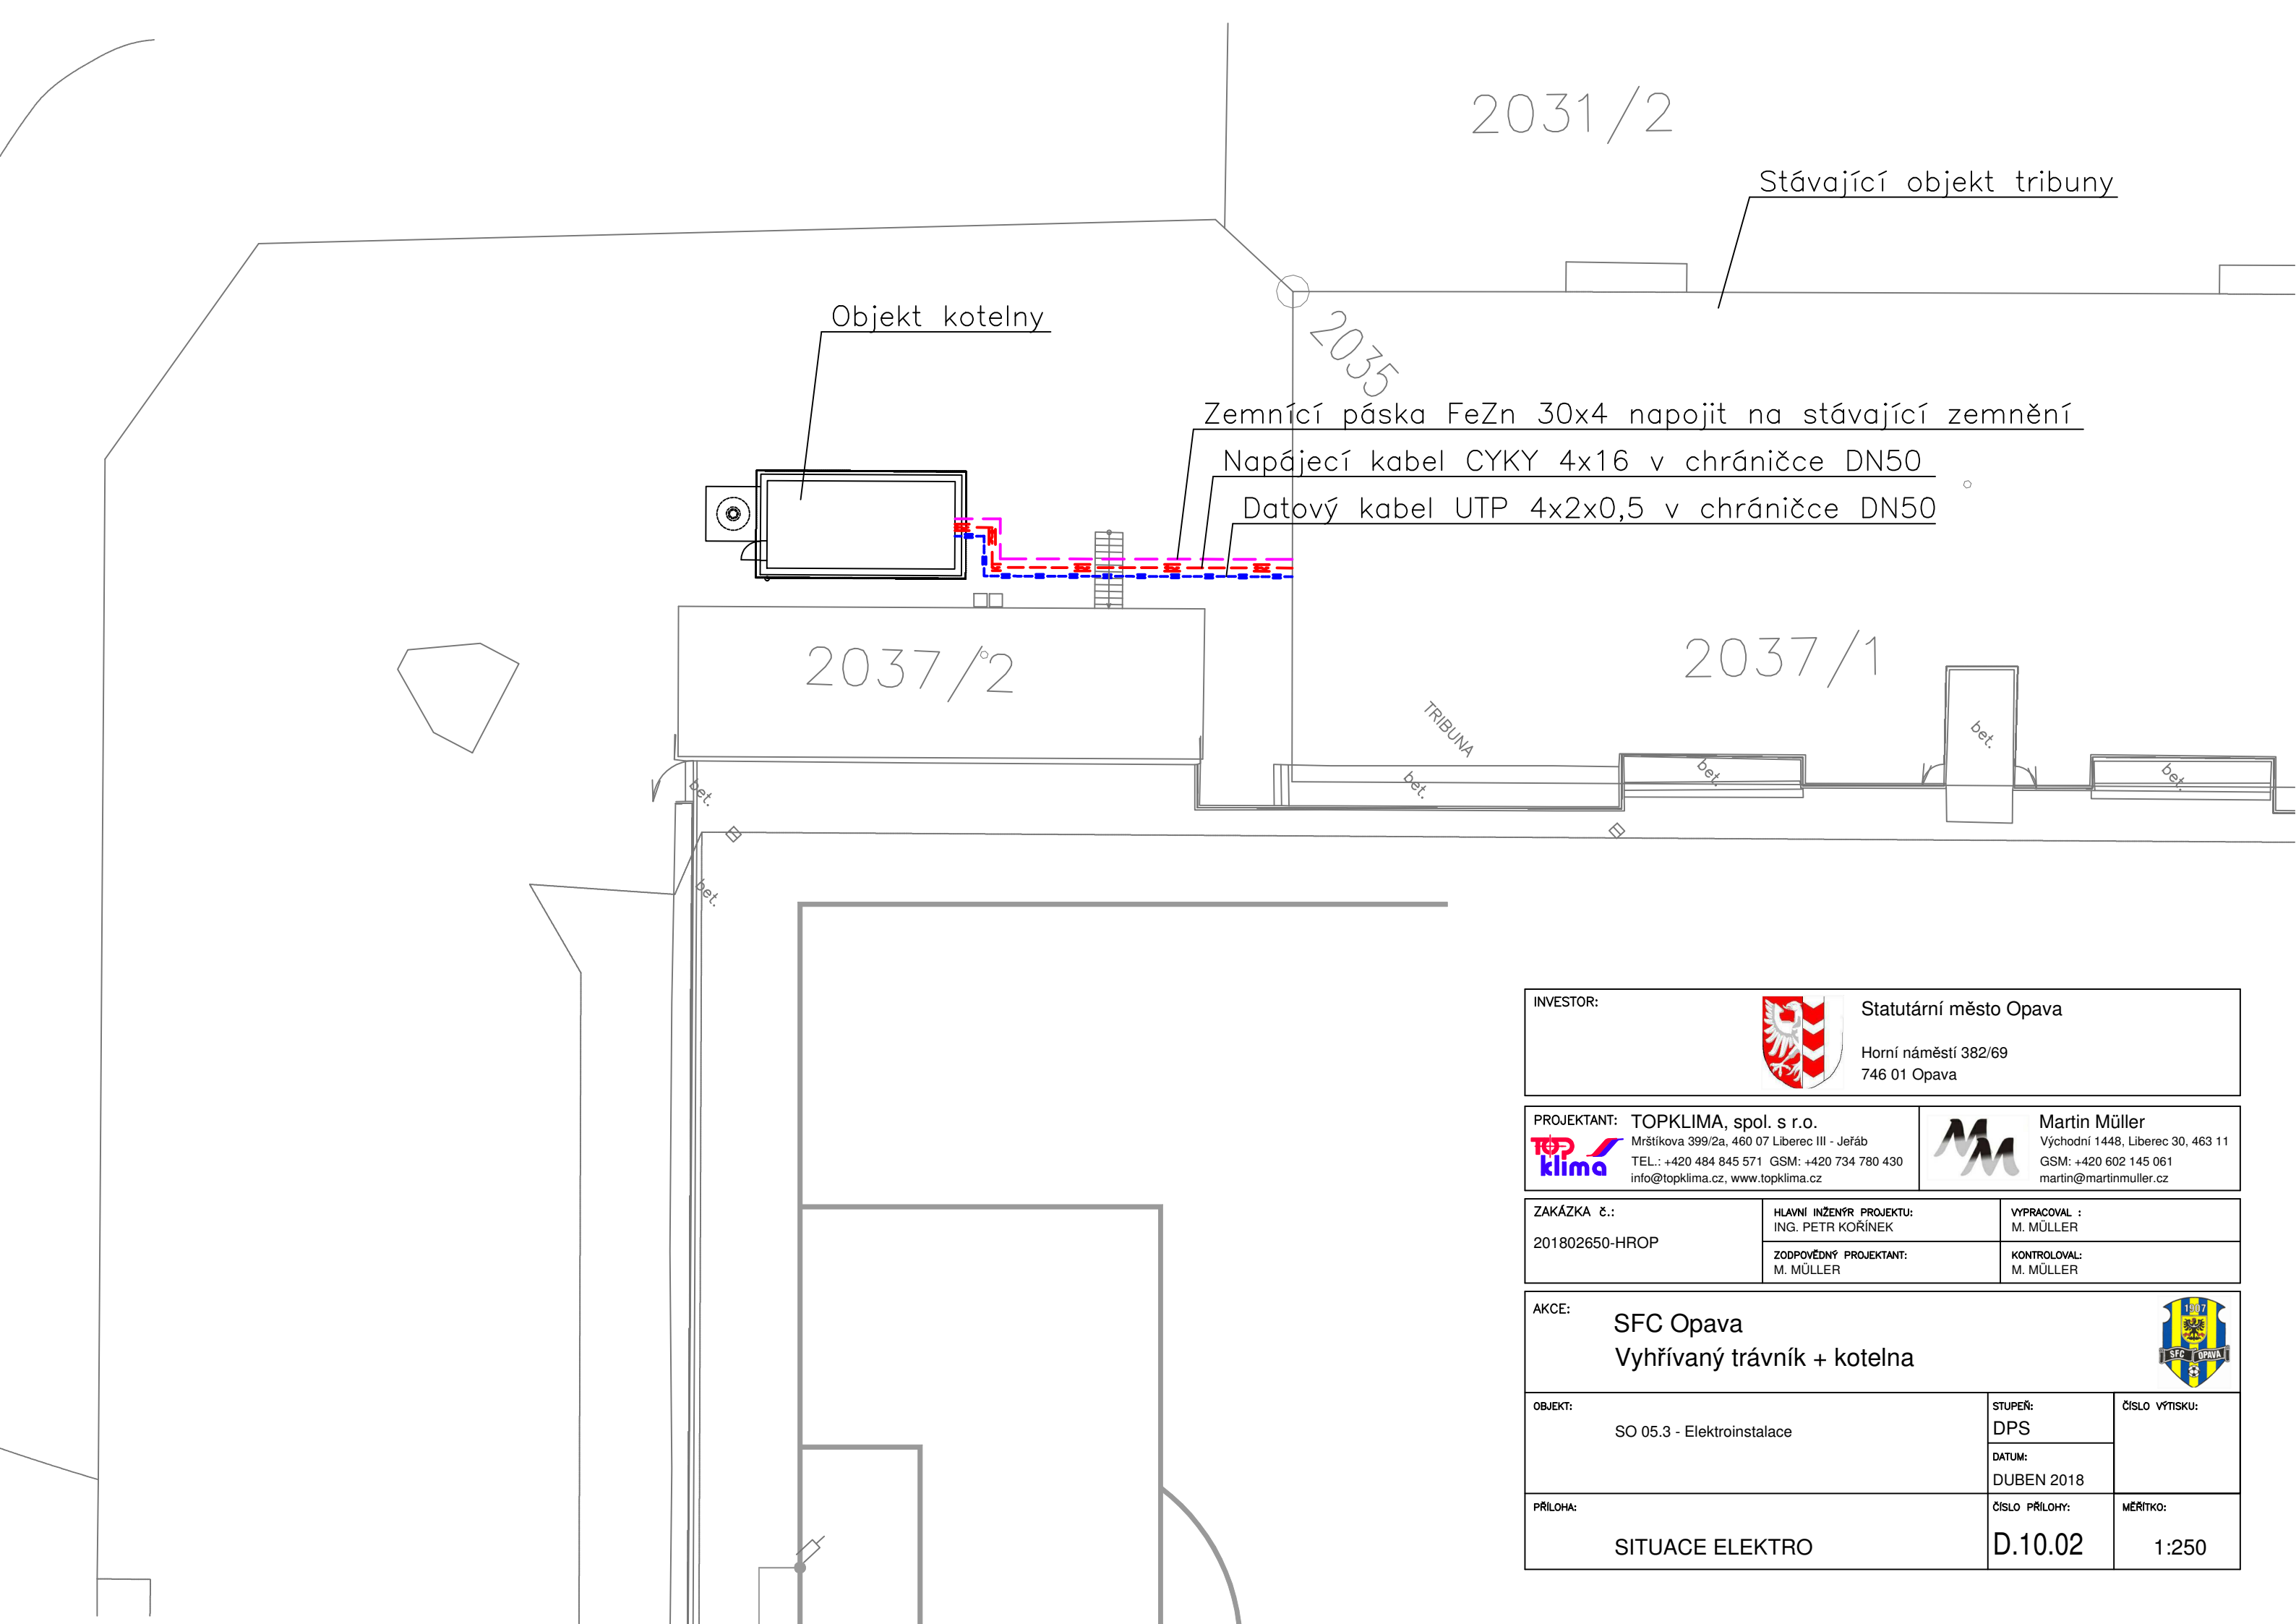 2031/2
Stávající objekt tribuny
Objekt kotelny
2035
Zemnící páska FeZn 30x4 napojit na stávající zemnění
Napájecí kabel CYKY 4x16 v chráničce DN50
Datový kabel UTP 4x2x0,5 v chráničce DN50
2037/2
2037/1
TRIBUNA
bet.
bet.
bet.
bet.
bet.
bet.
INVESTOR:
Statutární město Opava
Horní náměstí 382/69
746 01 Opava
PROJEKTANT:
TOPKLIMA, spol. s r.o.
Mrštíkova 399/2a, 460 07 Liberec III - Jeřáb
TEL.: +420 484 845 571 GSM: +420 734 780 430
info@topklima.cz, www.topklima.cz
TOP
klima
MM
Martin Müller
Východní 1448, Liberec 30, 463 11
GSM: +420 602 145 061
martin@martinmuller.cz
ZAKÁZKA č.:
201802650-HROP
HLAVNÍ INŽENÝR PROJEKTU:
ING. PETR KOŘÍNEK
VYPRACOVAL :
M. MÜLLER
ZODPOVĚDNÝ PROJEKTANT:
M. MÜLLER
KONTROLOVAL:
M. MÜLLER
AKCE:
SFC Opava
Vyhřívaný trávník + kotelna
1907
SFC OPAVA
OBJEKT:
SO 05.3 - Elektroinstalace
STUPEŇ:
DPS
ČÍSLO VÝTISKU:
DATUM:
DUBEN 2018
PŘÍLOHA:
SITUACE ELEKTRO
ČÍSLO PŘÍLOHY:
D.10.02
MĚŘÍTKO:
1:250